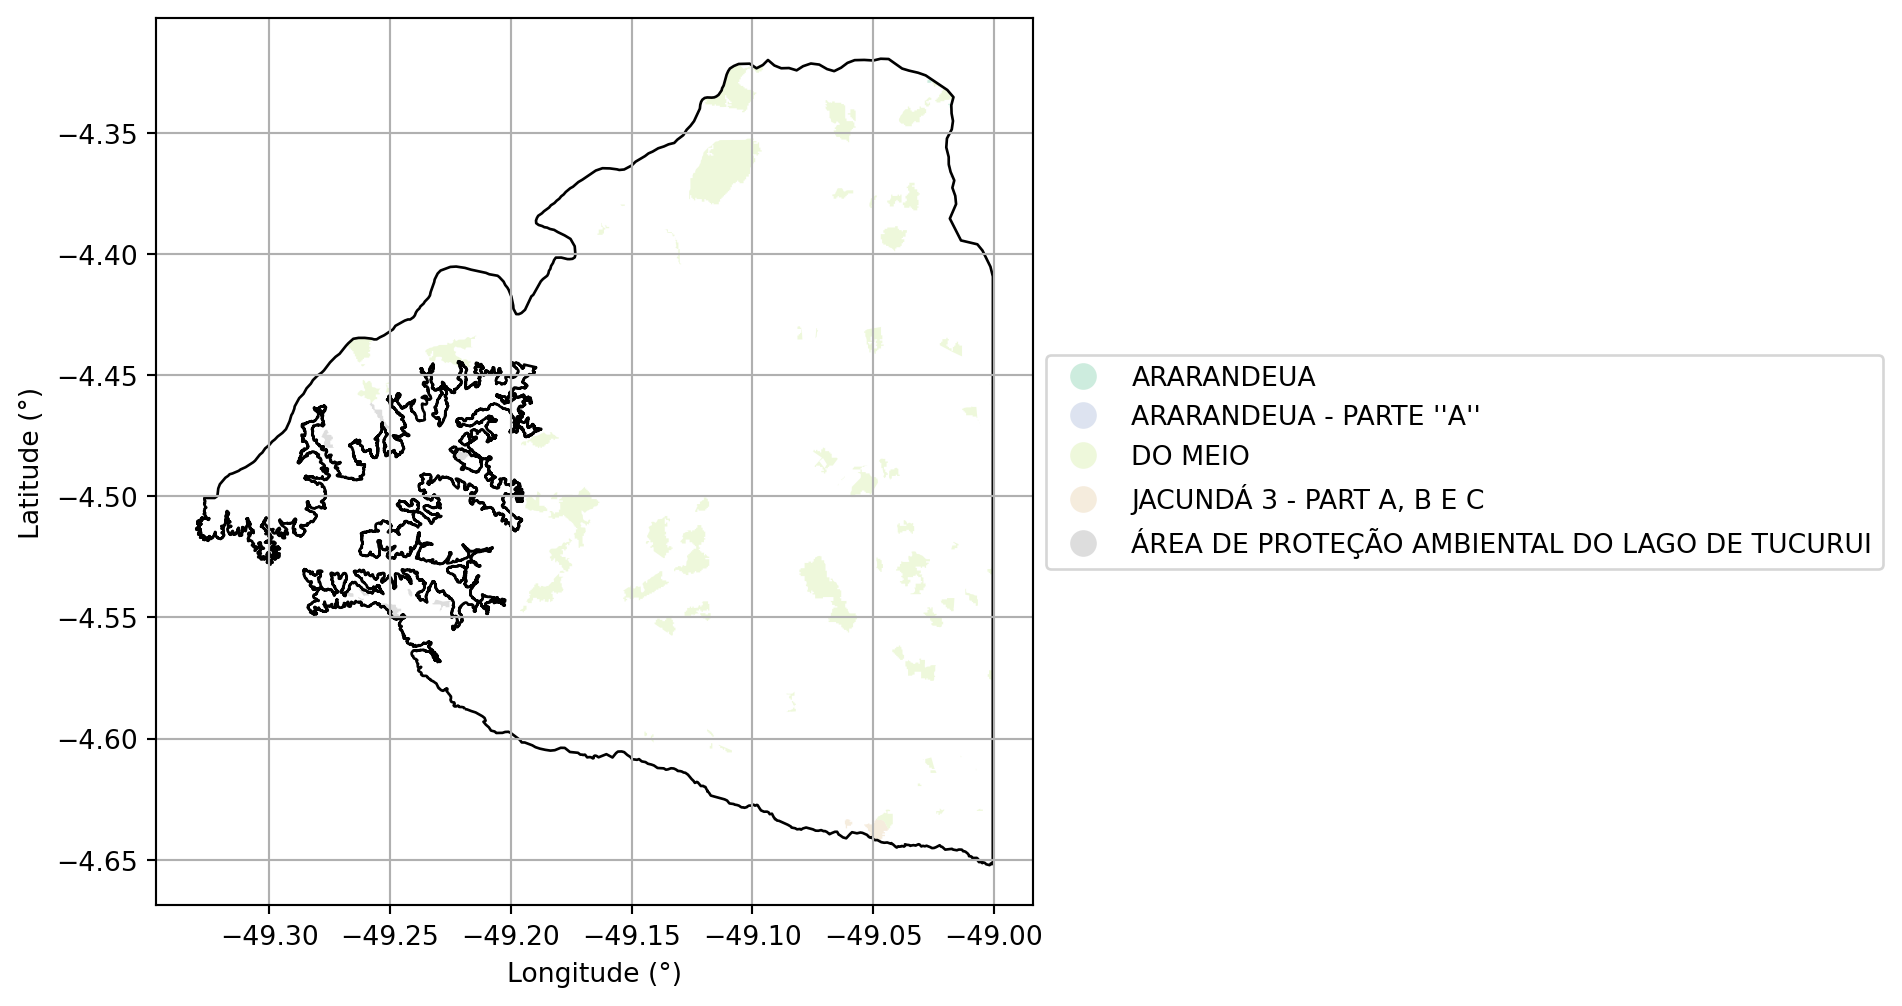 −4.35
−4.40
−4.45
−4.50
−4.55
−4.60
−4.65
Latitude (°)
−49.30 −49.25 −49.20 −49.15 −49.10 −49.05 −49.00
Longitude (°)
ARARANDEUA
ARARANDEUA - PARTE ''A''
DO MEIO
JACUNDÁ 3 - PART A, B E C
ÁREA DE PROTEÇÃO AMBIENTAL DO LAGO DE TUCURUI